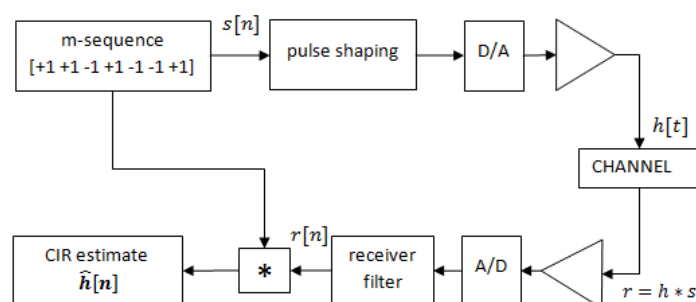 m-sequence
[+1 +1 -1 +1 -1 -1 +1]
s[n]
pulse shaping
D/A
h[t]
CHANNEL
r = h * s
A/D
receiver
filter
r[n]
*
CIR estimate
ĥ[n]